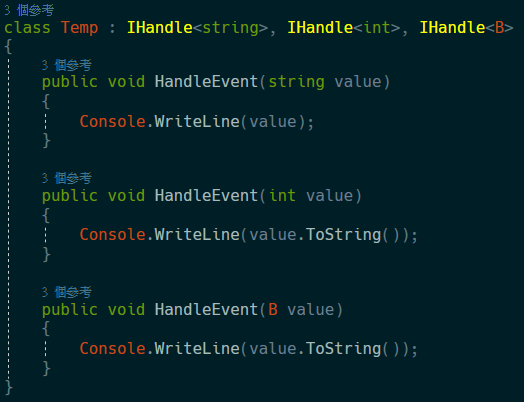 3 個參考
class Temp : IHandle<string>, IHandle<int>, IHandle<B>
{
3 個參考
public void HandleEvent(string value)
{
Console.WriteLine(value);
}
3 個參考
public void HandleEvent(int value)
{
Console.WriteLine(value.ToString());
}
3 個參考
public void HandleEvent(B value)
{
Console.WriteLine(value.ToString());
}
}